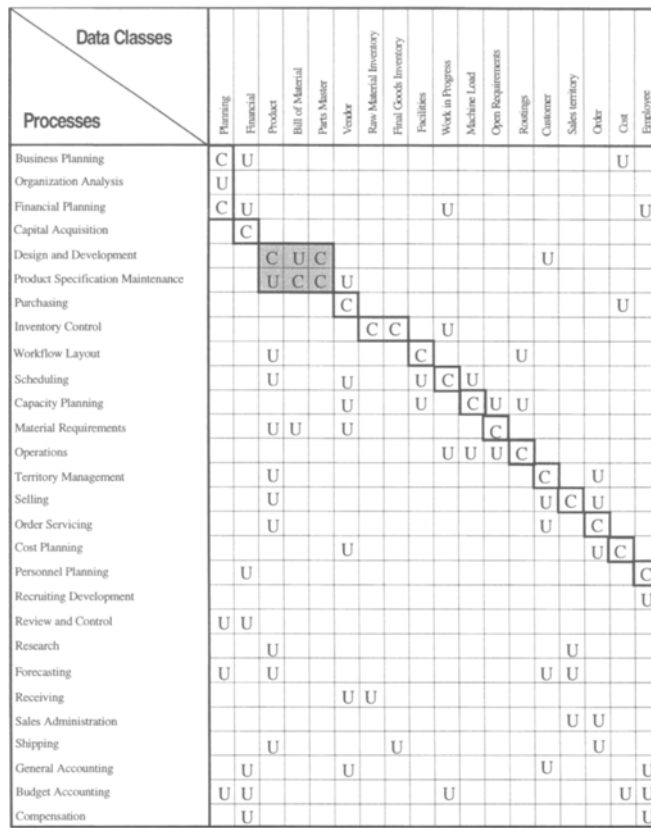 Data Classes
Processes
Planning
Financial
Product
Bill of Material
Parts Master
Vendor
Raw Material Inventory
Final Goods Inventory
Facilities
Work in Progress
Machine Load
Open Requirements
Routings
Customer
Sales territory
Order
Cost
Employee
Business Planning C U U
Organization Analysis U
Financial Planning C U U U
Capital Acquisition C
Design and Development C U C U
Product Specification Maintenance U C C U
Purchasing C U
Inventory Control C C U
Workflow Layout U C U
Scheduling U U U C U
Capacity Planning U U C U U
Material Requirements U U U C
Operations U U U C
Territory Management U C U
Selling U U C U
Order Servicing U U C
Cost Planning U U C
Personnel Planning U C
Recruiting Development U
Review and Control U U
Research U U
Forecasting U U U U
Receiving U U
Sales Administration U U
Shipping U U U
General Accounting U U U U
Budget Accounting U U U U U
Compensation U U